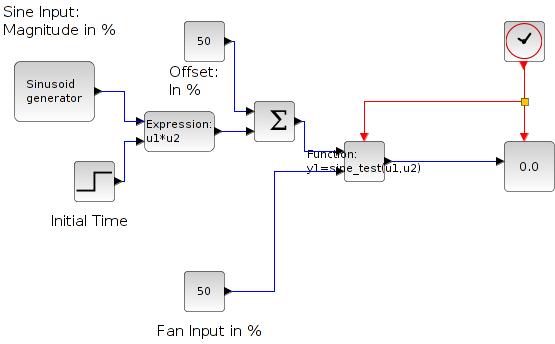 Sine Input:
Magnitude in %
50
Sinusoid
generator
Offset:
In %
Expression:
u1*u2
Σ
Function:
y1=sine_test(u1,u2)
0.0
Initial Time
50
Fan Input in %